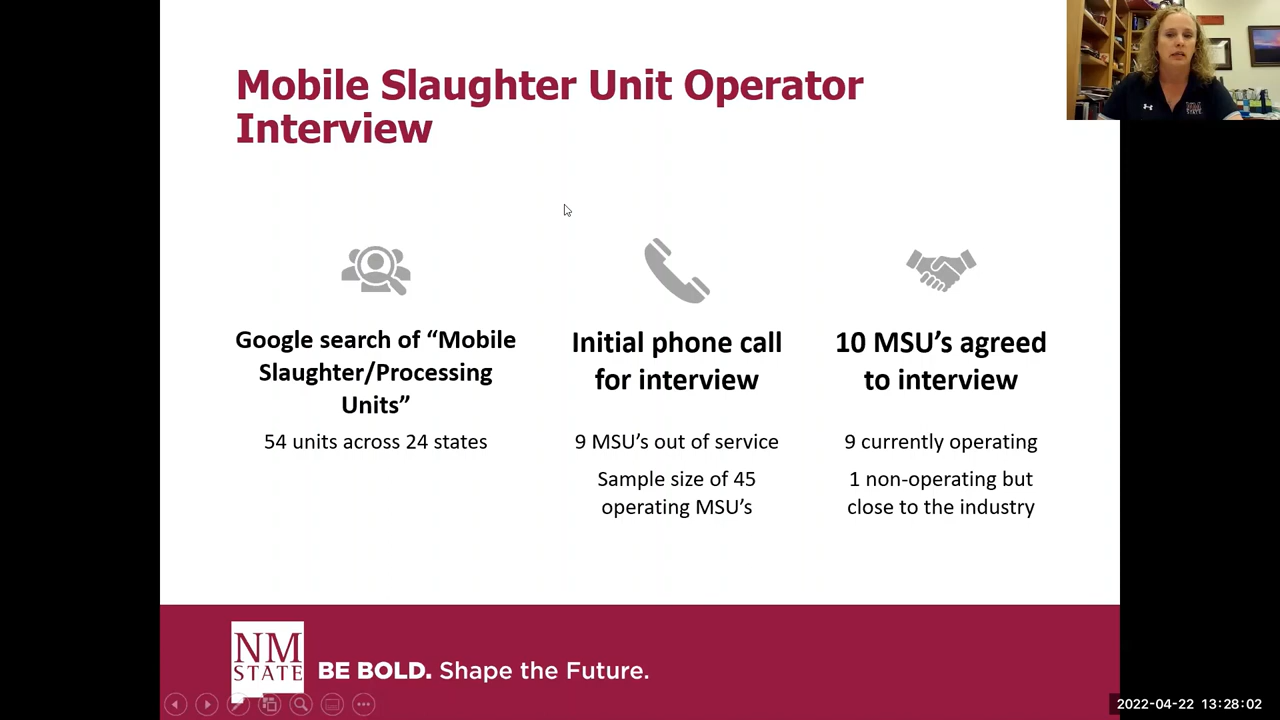 Mobile Slaughter Unit Operator
Interview
Google search of “Mobile
Slaughter/Processing
Units”
54 units across 24 states
Initial phone call
for interview
9 MSU’s out of service
Sample size of 45
operating MSU’s
10 MSU’s agreed
to interview
9 currently operating
1 non-operating but
close to the industry
NM
STATE
BE BOLD. Shape the Future.
NM
STATE
2022-04-22 13:28:02